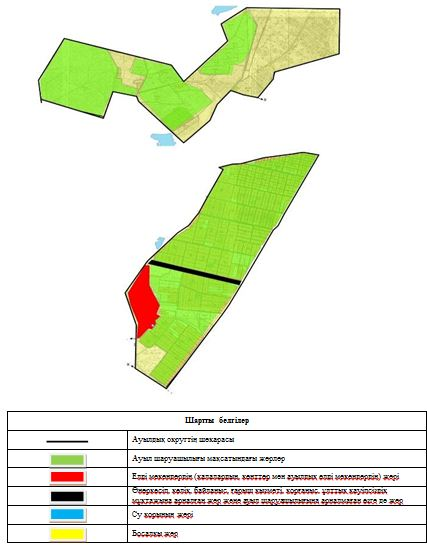 Шартты белгілер
Ауылдық округтің шекарасы
Ауыл шаруашылығы мақсатындағы жерлер
Елді мекендердің (қалалардың, кенттер мен ауылдық елді мекендердің) жері
Өнеркәсіп, көлік, байланыс, ғарыш қызметі, қорғаныс, ұлттық қауіпсіздік
мұқтажына арналған жер және ауыл шаруашылығына арналмаған өзге де жер
Су қорының жері
Босалқы жер